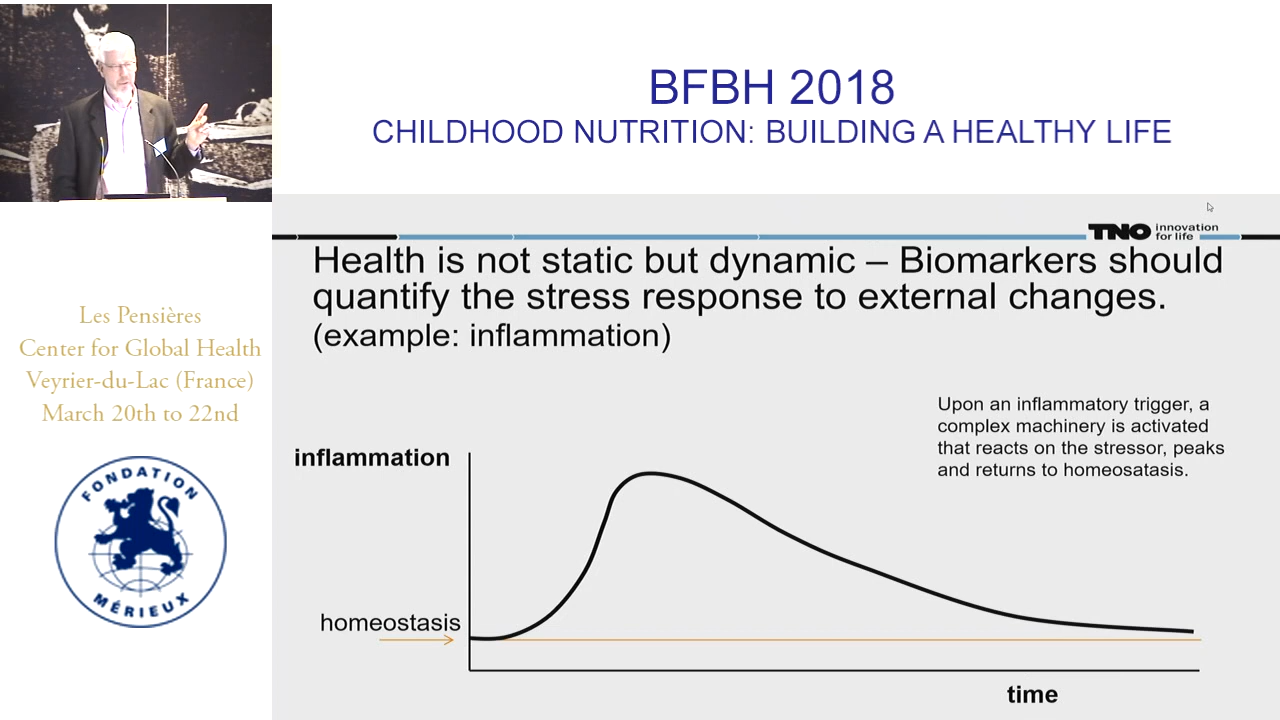 BFBH 2018
CHILDHOOD NUTRITION: BUILDING A HEALTHY LIFE
TNO innovation
for life
Health is not static but dynamic – Biomarkers should
quantify the stress response to external changes.
(example: inflammation)
Upon an inflammatory trigger, a
complex machinery is activated
that reacts on the stressor, peaks
and returns to homeosatasis.
inflammation
homeostasis
time
Les Pensières
Center for Global Health
Veyrier-du-Lac (France)
March 20th to 22nd
FONDATION
MÉRIEUX